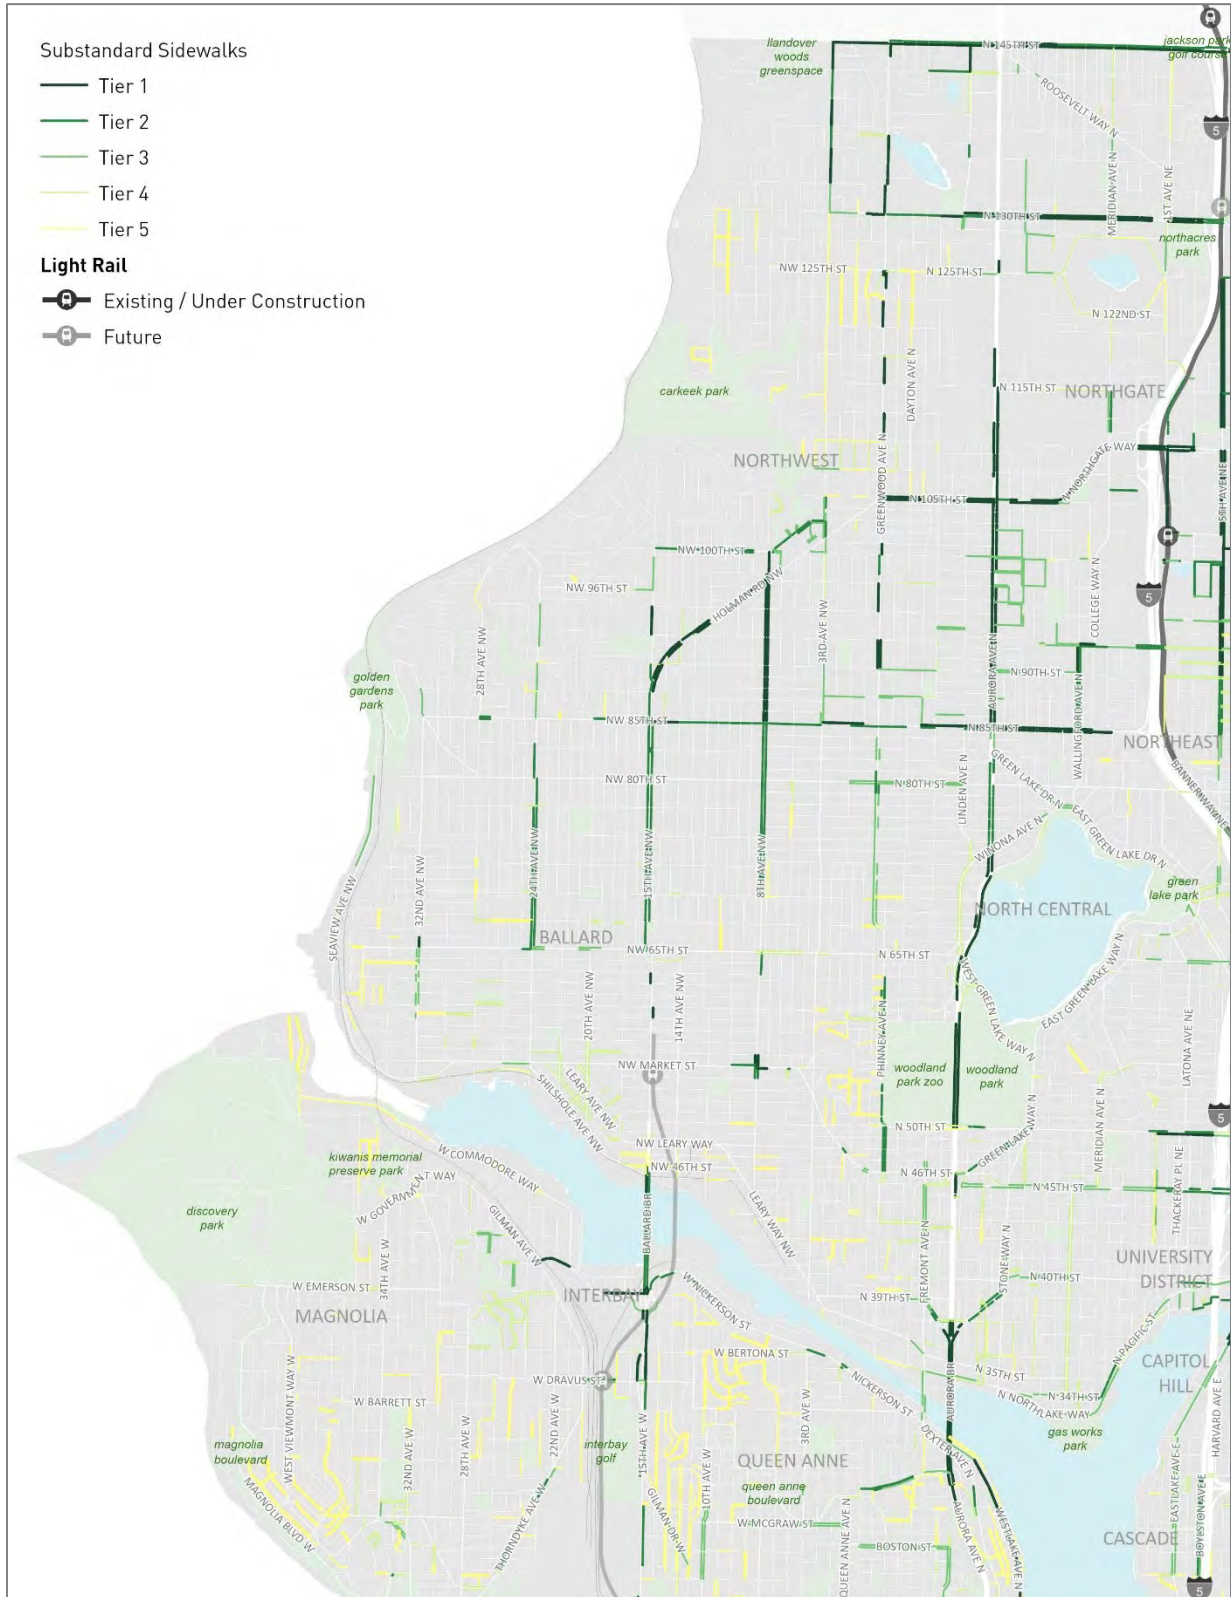 Substandard Sidewalks
Tier 1
Tier 2
Tier 3
Tier 4
Tier 5
Light Rail
Existing / Under Construction
Future
llandover
woods
greenspace
N 145TH ST
jackson park
golf course
ROOSEVELT WAY N
5
MERIDIAN AVE N
1ST AVE NE
N 130TH ST
northacres
park
NW 125TH ST
N 125TH ST
N 122ND ST
carkeek park
DAYTON AVE N
N 115TH ST
NORTHGATE
NORTHWEST
GREENWOOD AVE N
N NORTHGATE WAY
N 105TH ST
5TH AVE NE
NW 100TH ST
NW 96TH ST
HOLMAN RD NW
3RD AVE NW
COLLEGE WAY N
5
28TH AVE NW
golden
gardens
park
AURORA AVE N
N 90TH ST
WALLINGFORD AVE N
NW 85TH ST
N 85TH ST
NORTHEAST
NW 80TH ST
N 80TH ST
LINDEN AVE N
GREEN LAKE DR N
BANNER WAY NE
WINONA AVE N
EAST GREEN LAKE DR N
32ND AVE NW
24TH AVE NW
15TH AVE NW
8TH AVE NW
green
lake park
NORTH CENTRAL
SEAVIEW AVE NW
BALLARD
NW 65TH ST
N 65TH ST
WEST GREEN LAKE WAY N
EAST GREEN LAKE WAY N
20TH AVE NW
14TH AVE NW
PHINNEY AVE N
LATONA AVE NE
NW MARKET ST
woodland
park zoo
woodland
park
LEARY AVE NW
SHILSHOLE AVE NW
5
N 50TH ST
GREEN LAKE WAY N
MERIDIAN AVE N
NW LEARY WAY
NW 46TH ST
N 46TH ST
N 45TH ST
THACKERAY PL NE
kiwanis memorial
preserve park
W COMMODORE WAY
W GOVERNMENT WAY
discovery
park
GILMAN AVE W
BALLARD BR
LEARY WAY NW
FREMONT AVE N
STONE WAY N
UNIVERSITY
DISTRICT
34TH AVE W
W EMERSON ST
INTERBAY
W NICKERSON ST
N 40TH ST
N 39TH ST
MAGNOLIA
N PACIFIC ST
W BERTONA ST
N 35TH ST
CAPITOL
HILL
WEST VIEWMONT WAY W
W DRAVUS ST
NICKERSON ST
AURORA BR
N 34TH ST
N NORTHLAKE WAY
W BARRETT ST
HARVARD AVE E
gas works
park
22ND AVE W
28TH AVE W
32ND AVE W
15TH AVE W
3RD AVE W
DEXTER AVE N
magnolia
boulevard
interbay
golf
QUEEN ANNE
10TH AVE W
queen anne
boulevard
MAGNOLIA BLVD W
GILMAN DR W
W MCGRAW ST
EASTLAKE AVE E
BOYLSTON AVE E
THORNDYKE AVE W
QUEEN ANNE AVE N
BOSTON ST
AURORA AVE N
WESTLAKE AVE N
CASCADE
5